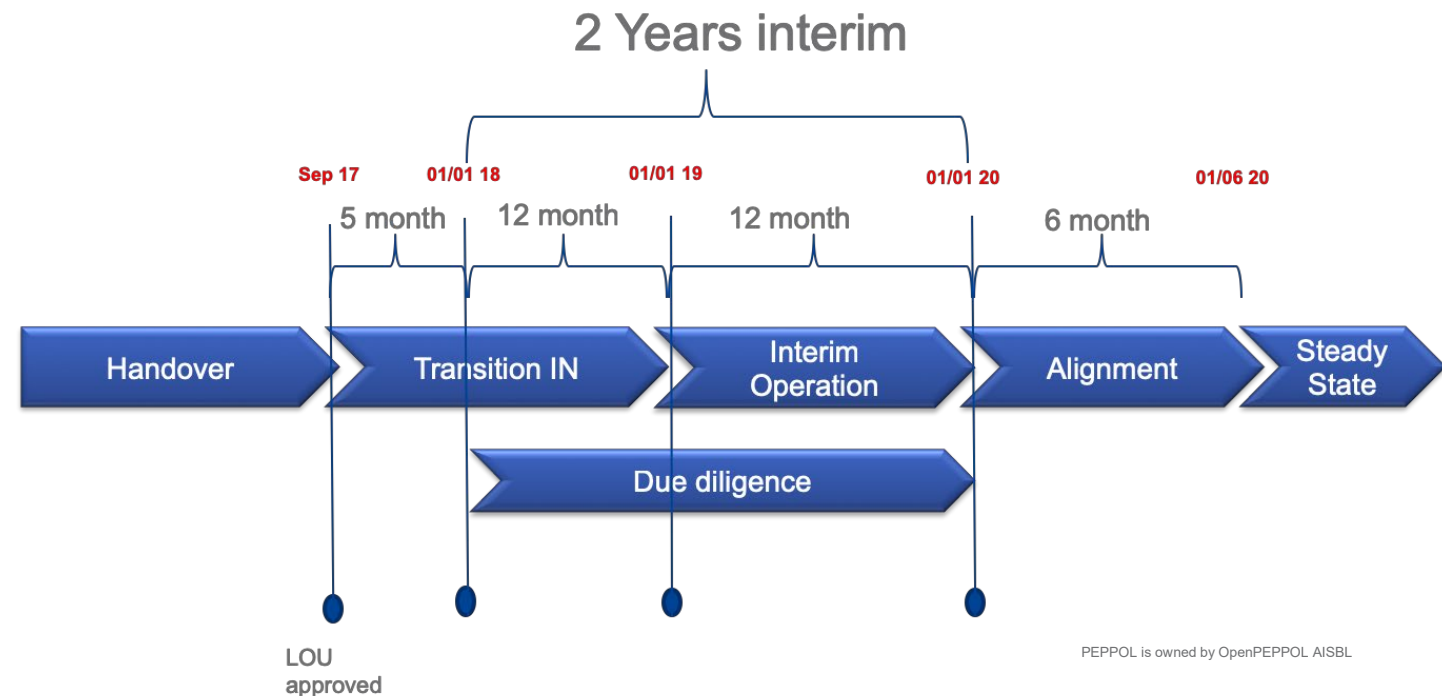 2 Years interim
Sep 17
01/01 18
01/01 19
01/01 20
01/06 20
5 month
12 month
12 month
6 month
Handover
Transition IN
Interim
Operation
Alignment
Steady
State
Due diligence
LOU
approved
PEPPOL is owned by OpenPEPPOL AISBL